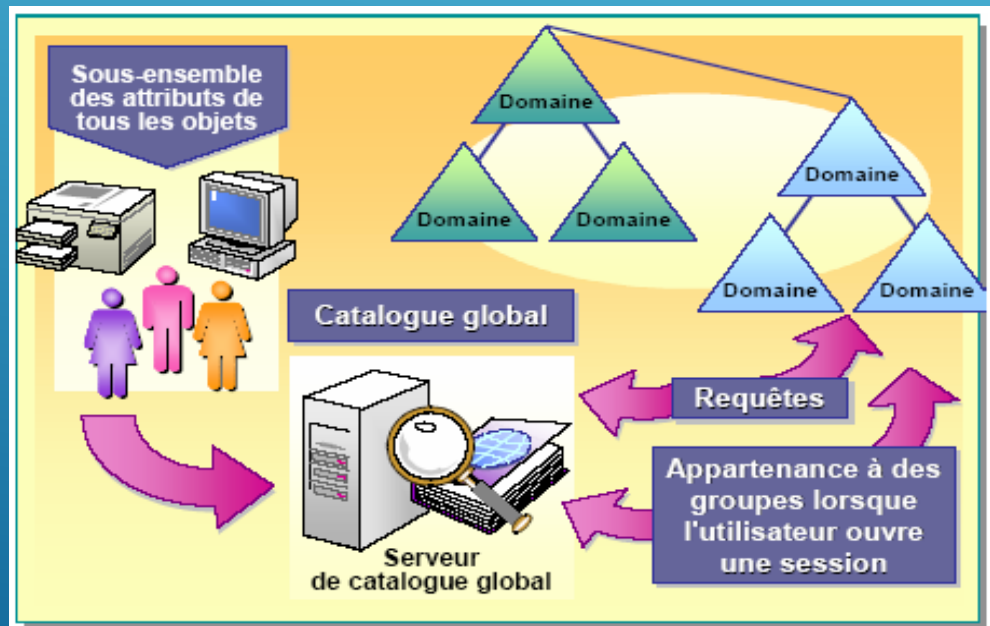 Sous-ensemble
des attributs de
tous les objets
Domaine
Domaine
Domaine
Domaine
Domaine
Domaine
Catalogue global
Requêtes
Serveur
de catalogue global
Appartenance à des
groupes lorsque
l'utilisateur ouvre
une session